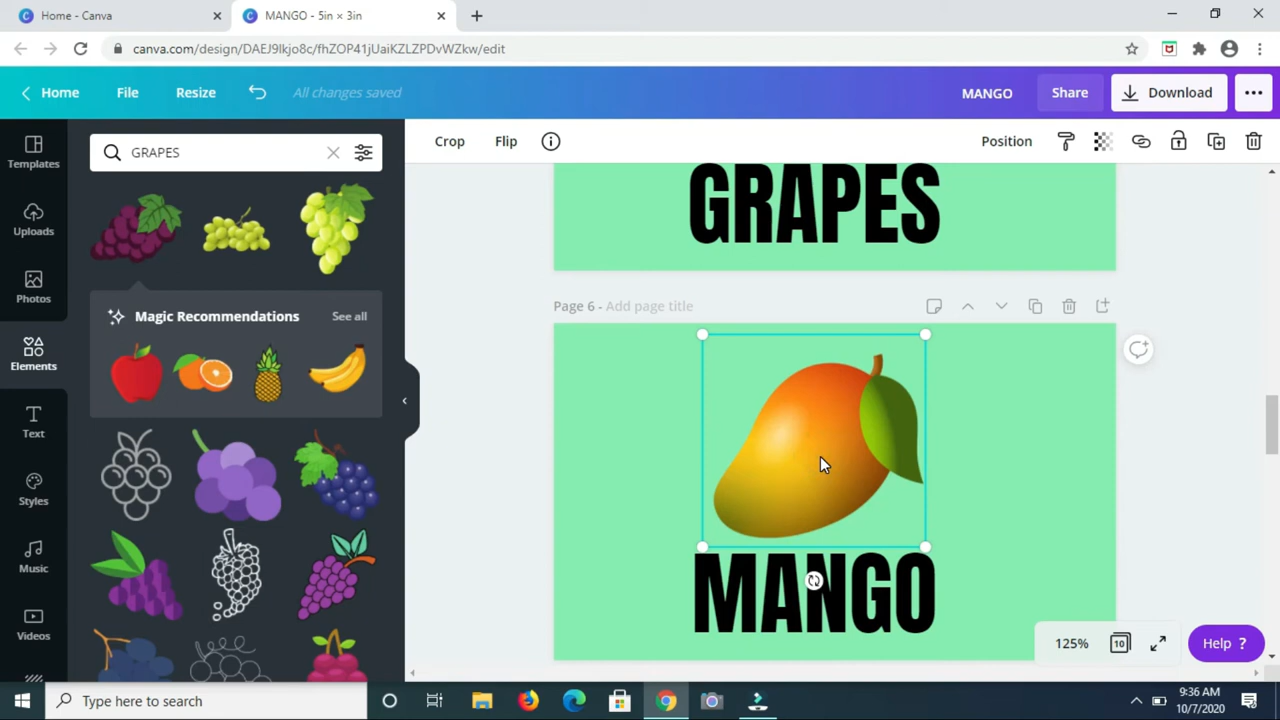 Home - Canva
MANGO - 5in × 3in
canva.com/design/DAEJ9lkjo8c/fhZOP41jUaiKZLZPDvWZkw/edit
Home
File
Resize
All changes saved
MANGO
Share
Download
Templates
Uploads
Photos
Elements
Text
Styles
Music
Videos
GRAPES
Magic Recommendations
See all
Crop
Flip
Position
GRAPES
Page 6 - Add page title
MANGO
125%
10
Help ?
Type here to search
9:36 AM
10/7/2020